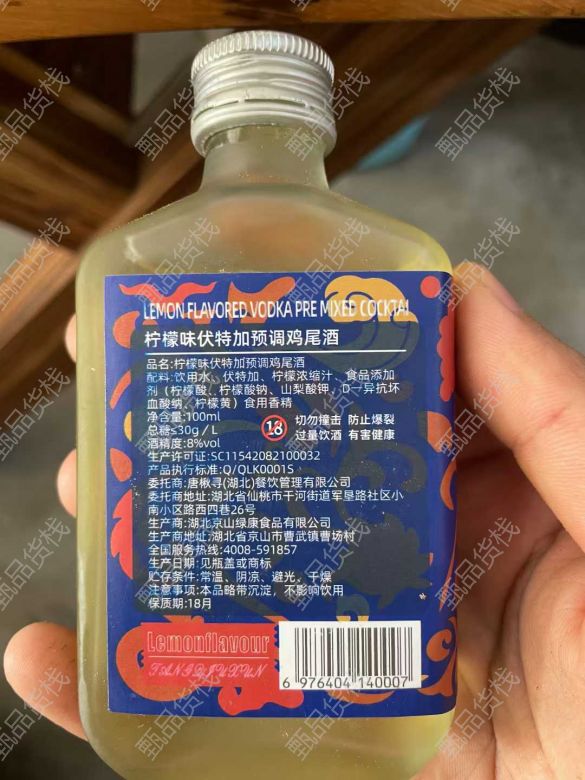 LEMON FLAVORED VODKA PRE MIXED COCKTAI
柠檬味伏特加预调鸡尾酒
品名:柠檬味伏特加预调鸡尾酒
配料:饮用水、伏特加、柠檬浓缩汁、食品添加
剂（柠檬酸、柠檬酸钠、山梨酸钾、D-异抗坏
血酸钠、柠檬黄）食用香精
净含量:100ml
总糖≤30g/L
酒精度:8%vol
18
切勿撞击 防止爆裂
过量饮酒 有害健康
生产许可证:SC11542082100032
产品执行标准:Q/QLK0001S
委托商:唐楸寻(湖北)餐饮管理有限公司
委托商地址:湖北省仙桃市干河街道军垦路社区小
南小区路西四巷26号
生产商:湖北京山绿康食品有限公司
生产商地址:湖北省京山市曹武镇曹场村
全国服务热线:4008-591857
生产日期:见瓶盖或商标
贮存条件:常温、阴凉、避光、干燥
注意事项:本品略带沉淀，不影响饮用
保质期:18月
Lemonflavour
TANGQIUXUN
6 976404 140007
甄品货栈